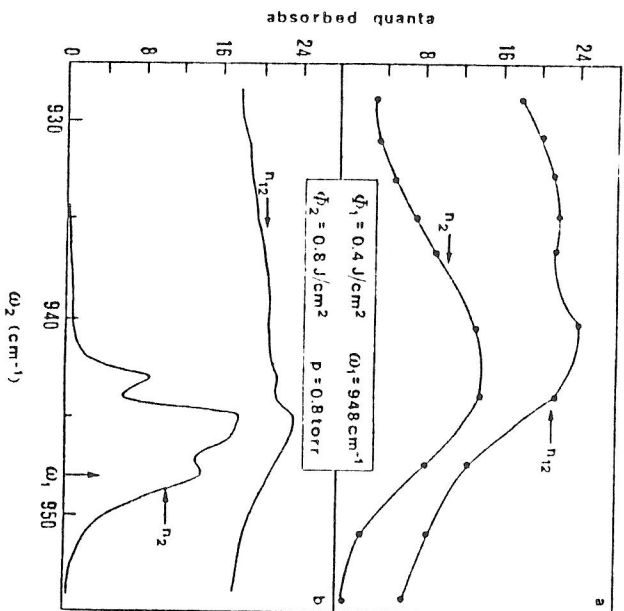 absorbed quanta
0 8 16 24
8 16 24
930
940
ω₁
950
ω₂ (cm⁻¹)
n₁₂
n₂
b
Φ₁ = 0.4 J/cm² ω₁ = 948 cm⁻¹
Φ₂ = 0.8 J/cm² p = 0.8 torr
n₂
n₁₂
a